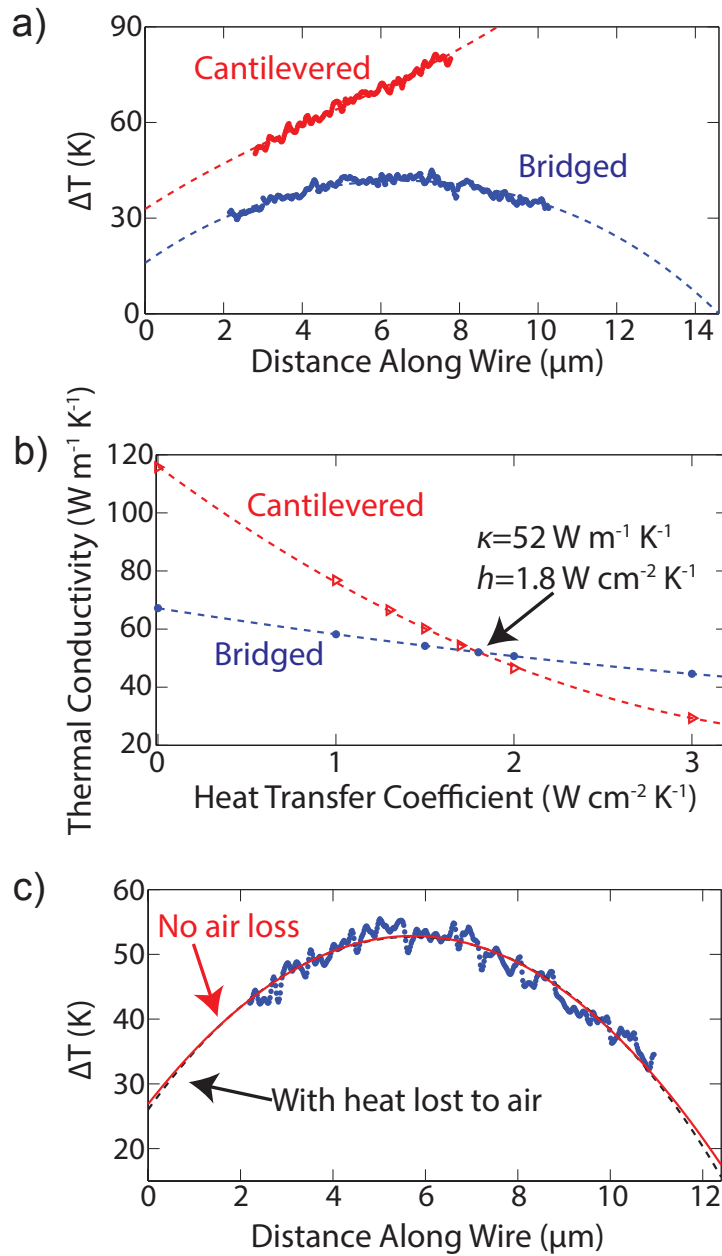 a)
90
60
30
0
ΔT (K)
Cantilevered
Bridged
0 2 4 6 8 10 12 14
Distance Along Wire (µm)
b)
120
100
80
60
40
20
Thermal Conductivity (W m⁻¹ K⁻¹)
Cantilevered
κ=52 W m⁻¹ K⁻¹
h=1.8 W cm⁻² K⁻¹
Bridged
0 1 2 3
Heat Transfer Coefficient (W cm⁻² K⁻¹)
c)
60
50
40
30
20
ΔT (K)
No air loss
With heat lost to air
0 2 4 6 8 10 12
Distance Along Wire (µm)